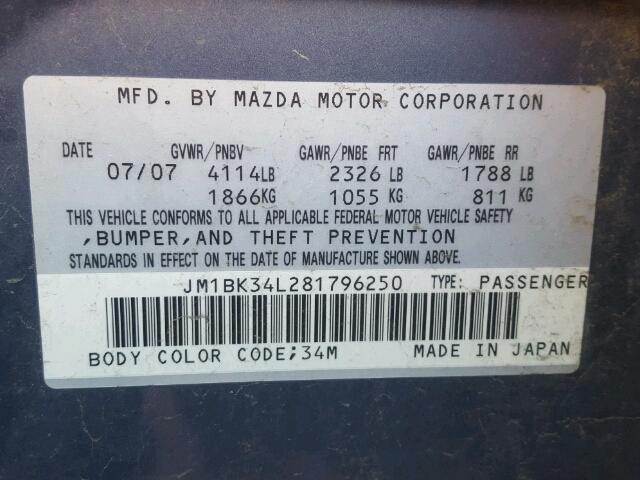 MFD. BY MAZDA MOTOR CORPORATION
DATE GVWR/PNBV GAWR/PNBE FRT GAWR/PNBE RR
07/07 4114LB 2326 LB 1788 LB
1866KG 1055 KG 811 KG
THIS VEHICLE CONFORMS TO ALL APPLICABLE FEDERAL MOTOR VEHICLE SAFETY
,BUMPER,AND THEFT PREVENTION
STANDARDS IN EFFECT ON THE DATE OF MANUFACTURE SHOWN ABOVE.
JM1BK34L281796250 TYPE: PASSENGER
BODY COLOR CODE;34M MADE IN JAPAN